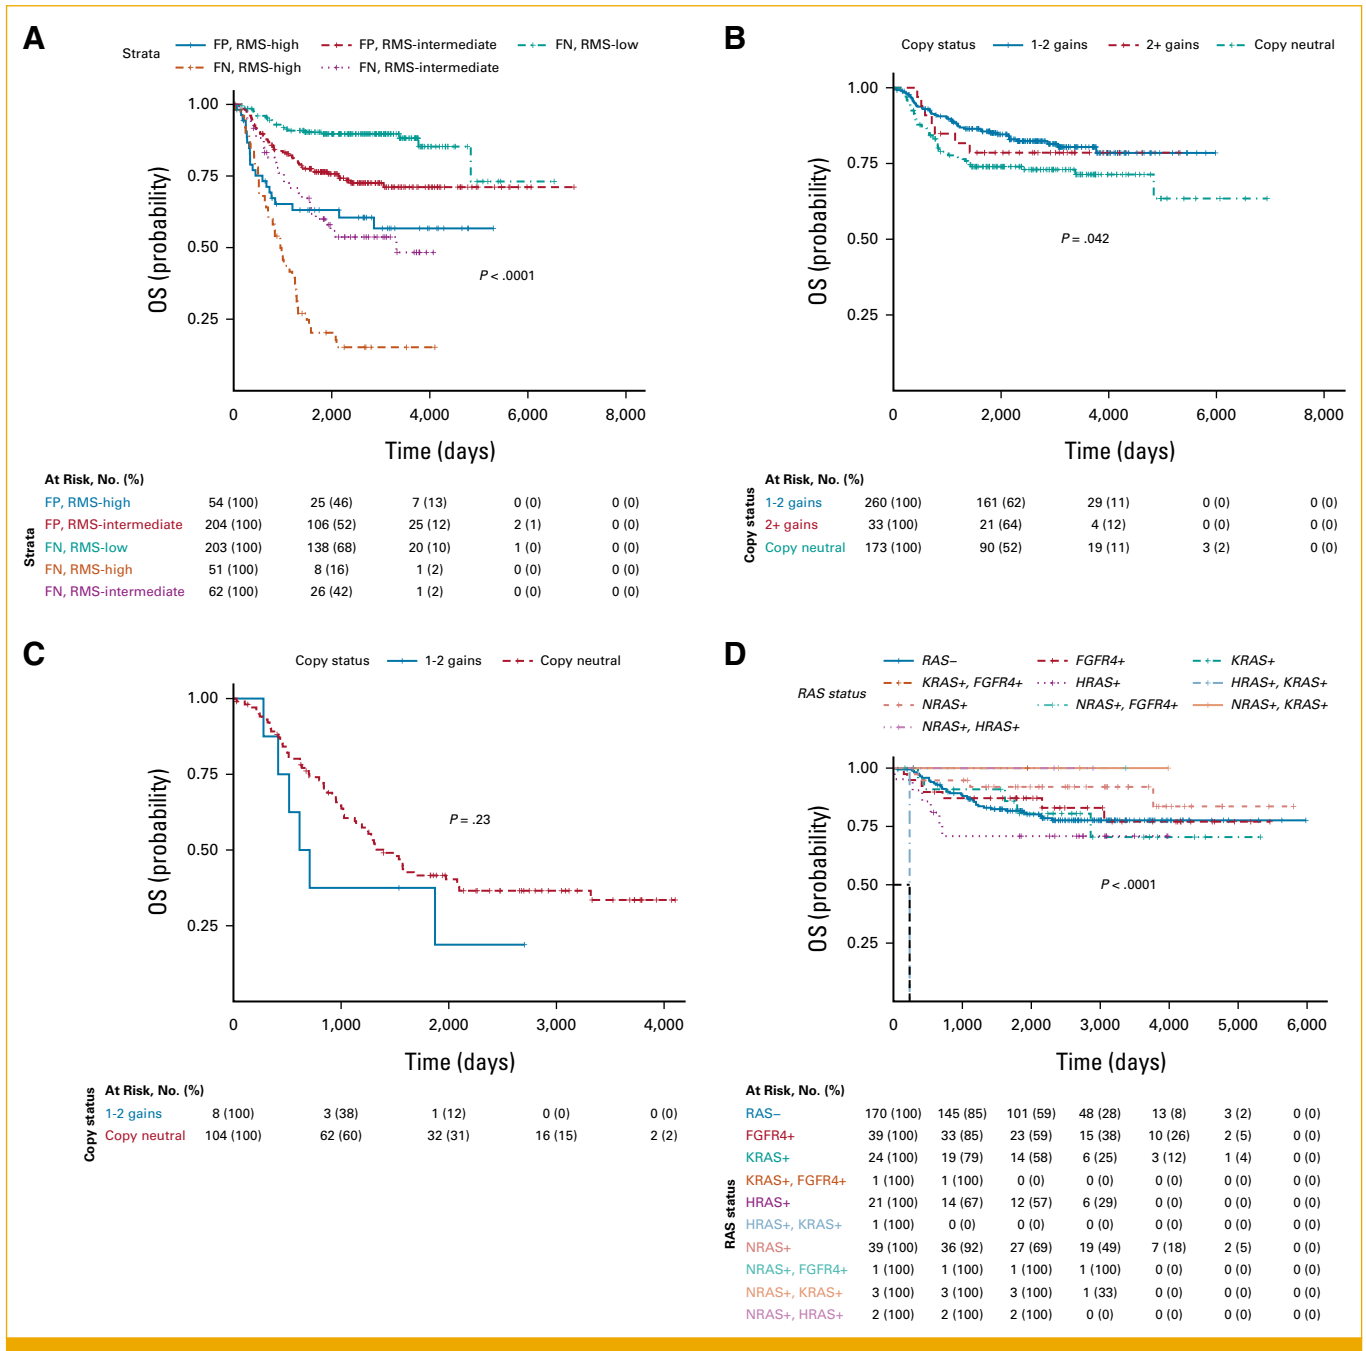 A
Strata
FP, RMS-high
FP, RMS-intermediate
FN, RMS-low
FN, RMS-high
FN, RMS-intermediate
1.00
0.75
0.50
0.25
OS (probability)
P < .0001
0 2,000 4,000 6,000 8,000
Time (days)
At Risk, No. (%)
Strata
FP, RMS-high 54 (100) 25 (46) 7 (13) 0 (0) 0 (0)
FP, RMS-intermediate 204 (100) 106 (52) 25 (12) 2 (1) 0 (0)
FN, RMS-low 203 (100) 138 (68) 20 (10) 1 (0) 0 (0)
FN, RMS-high 51 (100) 8 (16) 1 (2) 0 (0) 0 (0)
FN, RMS-intermediate 62 (100) 26 (42) 1 (2) 0 (0) 0 (0)
B
Copy status 1-2 gains 2+ gains Copy neutral
1.00
0.75
0.50
0.25
OS (probability)
P = .042
0 2,000 4,000 6,000 8,000
Time (days)
At Risk, No. (%)
Copy status
1-2 gains 260 (100) 161 (62) 29 (11) 0 (0) 0 (0)
2+ gains 33 (100) 21 (64) 4 (12) 0 (0) 0 (0)
Copy neutral 173 (100) 90 (52) 19 (11) 3 (2) 0 (0)
C
Copy status 1-2 gains Copy neutral
1.00
0.75
0.50
0.25
OS (probability)
P = .23
0 1,000 2,000 3,000 4,000
Time (days)
At Risk, No. (%)
Copy status
1-2 gains 8 (100) 3 (38) 1 (12) 0 (0) 0 (0)
Copy neutral 104 (100) 62 (60) 32 (31) 16 (15) 2 (2)
D
RAS status
RAS− FGFR4+ KRAS+
KRAS+, FGFR4+ HRAS+ HRAS+, KRAS+
NRAS+ NRAS+, FGFR4+ NRAS+, KRAS+
NRAS+, HRAS+
1.00
0.75
0.50
0.25
OS (probability)
P < .0001
0 1,000 2,000 3,000 4,000 5,000 6,000
Time (days)
At Risk, No. (%)
RAS status
RAS− 170 (100) 145 (85) 101 (59) 48 (28) 13 (8) 3 (2) 0 (0)
FGFR4+ 39 (100) 33 (85) 23 (59) 15 (38) 10 (26) 2 (5) 0 (0)
KRAS+ 24 (100) 19 (79) 14 (58) 6 (25) 3 (12) 1 (4) 0 (0)
KRAS+, FGFR4+ 1 (100) 1 (100) 0 (0) 0 (0) 0 (0) 0 (0) 0 (0)
HRAS+ 21 (100) 14 (67) 12 (57) 6 (29) 0 (0) 0 (0) 0 (0)
HRAS+, KRAS+ 1 (100) 0 (0) 0 (0) 0 (0) 0 (0) 0 (0) 0 (0)
NRAS+ 39 (100) 36 (92) 27 (69) 19 (49) 7 (18) 2 (5) 0 (0)
NRAS+, FGFR4+ 1 (100) 1 (100) 1 (100) 1 (100) 0 (0) 0 (0) 0 (0)
NRAS+, KRAS+ 3 (100) 3 (100) 3 (100) 1 (33) 0 (0) 0 (0) 0 (0)
NRAS+, HRAS+ 2 (100) 2 (100) 2 (100) 0 (0) 0 (0) 0 (0) 0 (0)